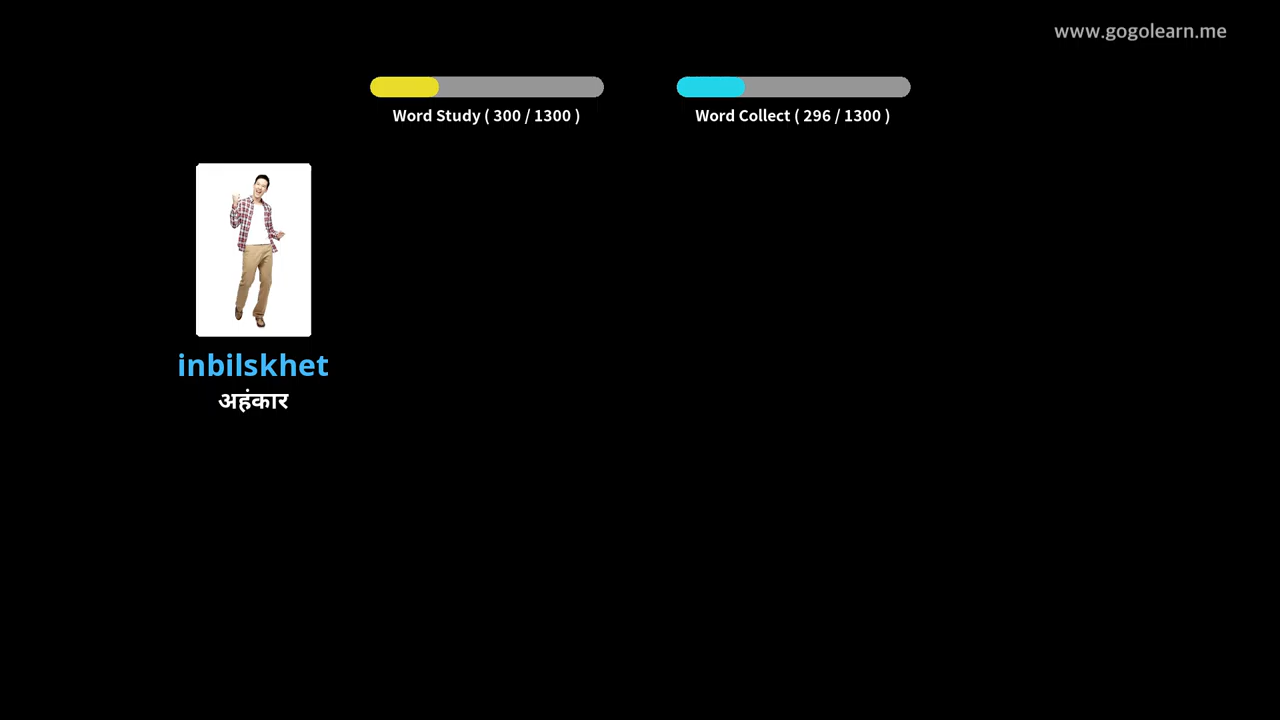 www.gogolearn.me
Word Study ( 300 / 1300 )
Word Collect ( 296 / 1300 )
inbilskhet
अहंकार